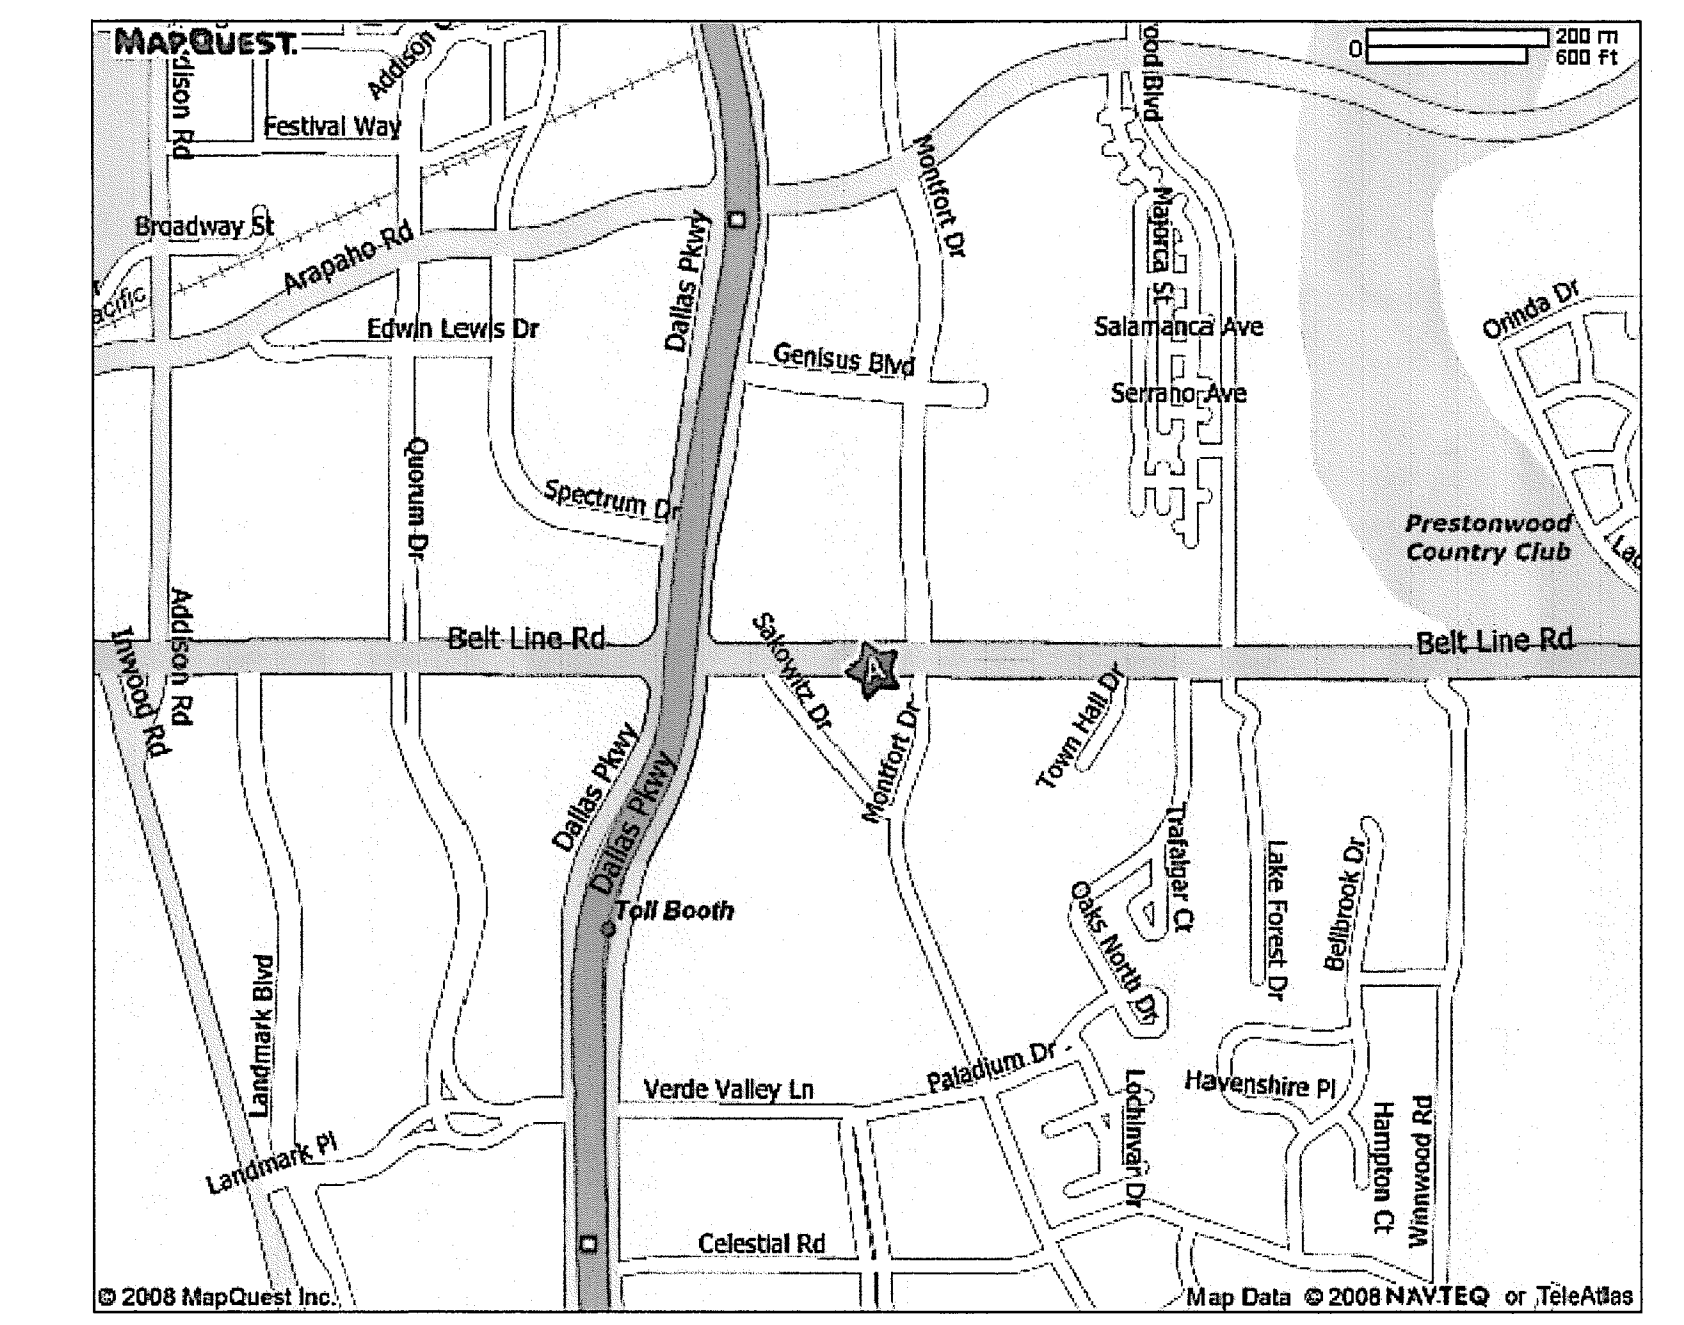 MAPQUEST.
Addison
0
200 m
600 ft
Addison Rd
Festival Way
Broadway St
Arapaho Rd
Dallas Pkwy
Montfort Dr
Majorca St
Edwin Lewis Dr
Genisus Blvd
Salamanca Ave
Serrano Ave
Orinda Dr
Quorum Dr
Spectrum Dr
Prestonwood
Country Club
Inwood Rd
Addison Rd
Belt Line Rd
Sakowitz Dr
A
Belt Line Rd
Montfort Dr
Town Hall Dr
Dallas Pkwy
Dallas Pkwy
Trafalgar Ct
Lake Forest Dr
Bellbrook Dr
Toll Booth
Oaks North Dr
Landmark Blvd
Verde Valley Ln
Paladium Dr
Lochinvar Dr
Havenshire Pl
Hampton Ct
Winnwood Rd
Landmark Pl
Celestial Rd
© 2008 MapQuest Inc.
Map Data © 2008 NAVTEQ or TeleAtlas